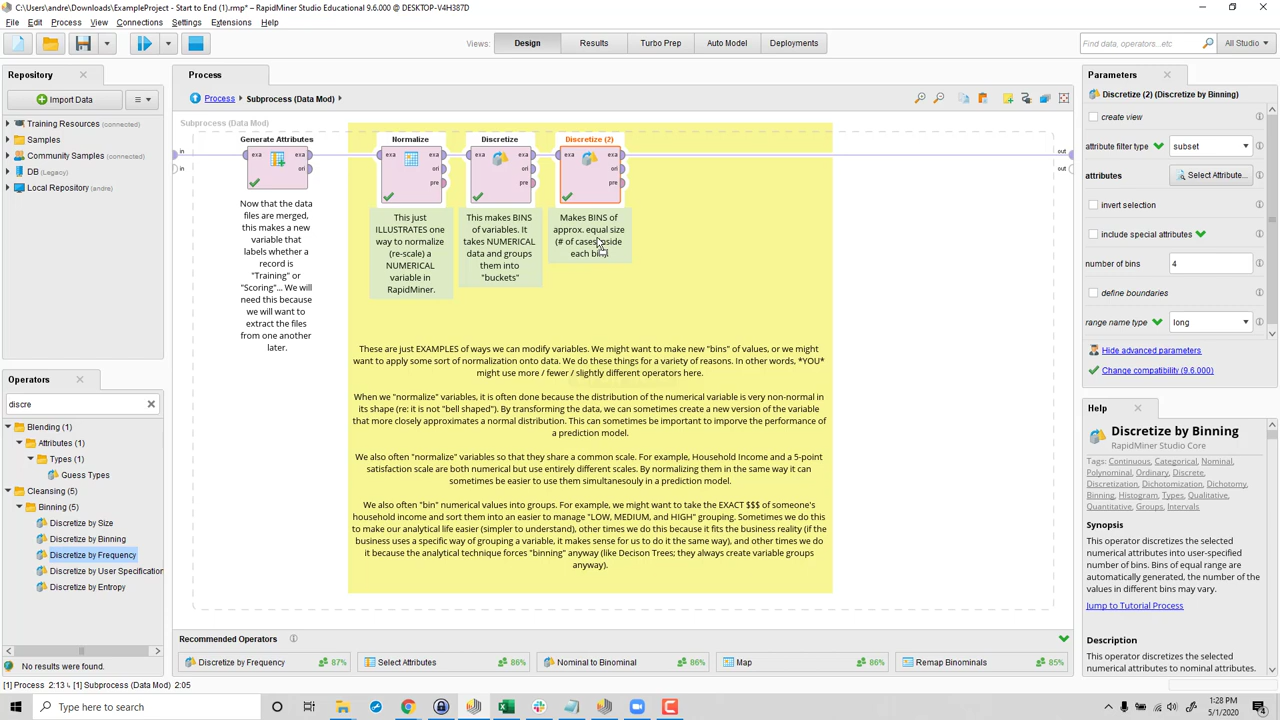 C:\Users\andre\Downloads\ExampleProject - Start to End (1).rmp* – RapidMiner Studio Educational 9.6.000 @ DESKTOP-V4H387D
File Edit Process View Connections Settings Extensions Help
Views: Design Results Turbo Prep Auto Model Deployments
Find data, operators...etc
All Studio
Repository
Import Data
Training Resources (connected)
Samples
Community Samples (connected)
DB (Legacy)
Local Repository (andre)
Operators
discre
Blending (1)
Attributes (1)
Types (1)
Guess Types
Cleansing (5)
Binning (5)
Discretize by Size
Discretize by Binning
Discretize by Frequency
Discretize by User Specification
Discretize by Entropy
No results were found.
Process
Process Subprocess (Data Mod)
Subprocess (Data Mod)
Generate Attributes
Normalize
Discretize
Discretize (2)
in exa exa exa exa exa exa exa exa out
in ori ori ori ori out
pre pre pre
Now that the data
files are merged,
this makes a new
variable that
labels whether a
record is
"Training" or
"Scoring"... We will
need this because
we will want to
extract the files
from one another
later.
This just
ILLUSTRATES one
way to normalize
(re-scale) a
NUMERICAL
variable in
RapidMiner.
This makes BINS
of variables. It
takes NUMERICAL
data and groups
them into
"buckets"
Makes BINS of
approx. equal size
(# of cases inside
each bin)
These are just EXAMPLES of ways we can modify variables. We might want to make new "bins" of values, or we might
want to apply some sort of normalization onto data. We do these things for a variety of reasons. In other words, *YOU*
might use more / fewer / slightly different operators here.
When we "normalize" variables, it is often done because the distribution of the numerical variable is very non-normal in
its shape (re: it is not "bell shaped"). By transforming the data, we can sometimes create a new version of the variable
that more closely approximates a normal distribution. This can sometimes be important to imporve the performance of
a prediction model.
We also often "normalize" variables so that they share a common scale. For example, Household Income and a 5-point
satisfaction scale are both numerical but use entirely different scales. By normalizing them in the same way it can
sometimes be easier to use them simultanesouly in a prediction model.
We also often "bin" numerical values into groups. For example, we might want to take the EXACT $$$ of someone's
household income and sort them into an easier to manage "LOW, MEDIUM, and HIGH" grouping. Sometimes we do this
to make our analytical life easier (simpler to understand), other times we do this because it fits the business reality (if the
business uses a specific way of grouping a variable, it makes sense for us to do it the same way), and other times we do
it because the analytical technique forces "binning" anyway (like Decison Trees; they always create variable groups
anyway).
Recommended Operators
Discretize by Frequency 87%
Select Attributes 86%
Nominal to Binominal 86%
Map 86%
Remap Binominals 85%
[1] Process 2:13 [1] Subprocess (Data Mod) 2:05
Parameters
Discretize (2) (Discretize by Binning)
create view
attribute filter type subset
attributes Select Attribute...
invert selection
include special attributes
number of bins 4
define boundaries
range name type long
Hide advanced parameters
Change compatibility (9.6.000)
Help
Discretize by Binning
RapidMiner Studio Core
Tags: Continuous, Categorical, Nominal,
Polynominal, Ordinary, Discrete,
Discretization, Dichotomization, Dichotomy,
Binning, Histogram, Types, Qualitative,
Quantitative, Groups, Intervals
Synopsis
This operator discretizes the selected
numerical attributes into user-specified
number of bins. Bins of equal range are
automatically generated, the number of the
values in different bins may vary.
Jump to Tutorial Process
Description
This operator discretizes the selected
numerical attributes to nominal attributes.
Type here to search
1:28 PM
5/1/2020